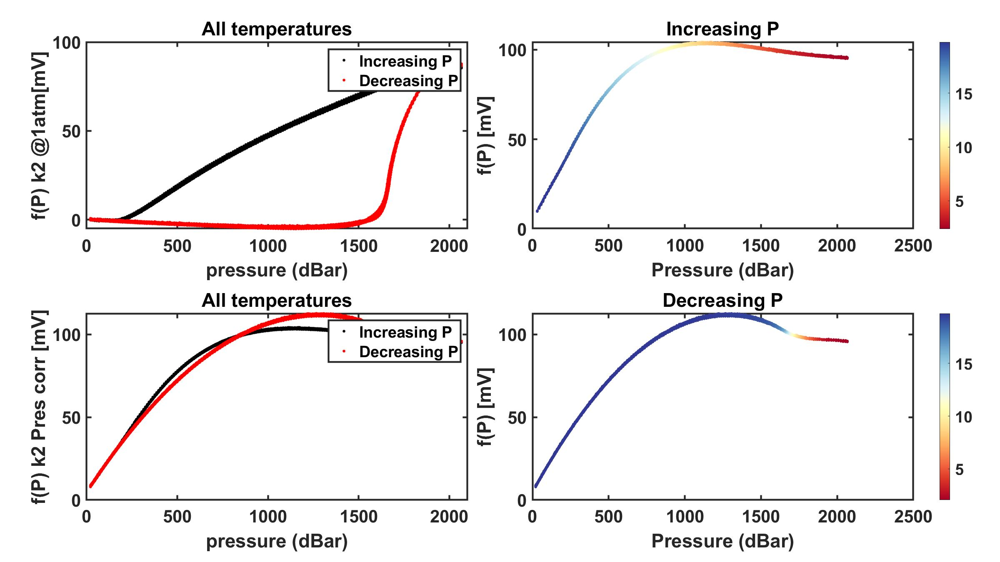 All temperatures
100
50
0
f(P) k2 @1atm[mV]
Increasing P
Decreasing P
0 500 1000 1500 2000
pressure (dBar)
Increasing P
100
50
0
f(P) [mV]
0 500 1000 1500 2000 2500
Pressure (dBar)
15
10
5
All temperatures
100
50
0
f(P) k2 Pres corr [mV]
Increasing P
Decreasing P
0 500 1000 1500 2000
pressure (dBar)
Decreasing P
100
50
0
f(P) [mV]
0 500 1000 1500 2000 2500
Pressure (dBar)
15
10
5